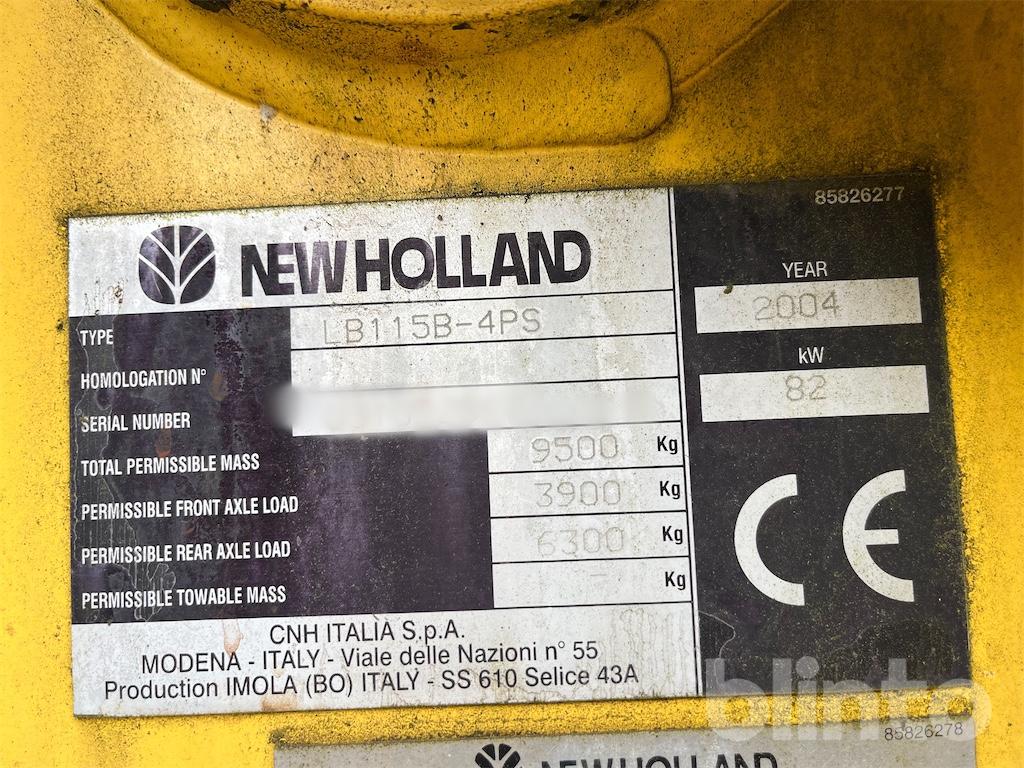 85826277
NEW HOLLAND
YEAR
2004
TYPE
LB115B-4PS
kW
82
HOMOLOGATION N°
SERIAL NUMBER
TOTAL PERMISSIBLE MASS 9500 Kg
PERMISSIBLE FRONT AXLE LOAD 3900 Kg
PERMISSIBLE REAR AXLE LOAD 6300 Kg
PERMISSIBLE TOWABLE MASS - Kg
CE
CNH ITALIA S.p.A.
MODENA - ITALY - Viale delle Nazioni n° 55
Production IMOLA (BO) ITALY - SS 610 Selice 43A
blinto
85826278
NEW HOLLAND